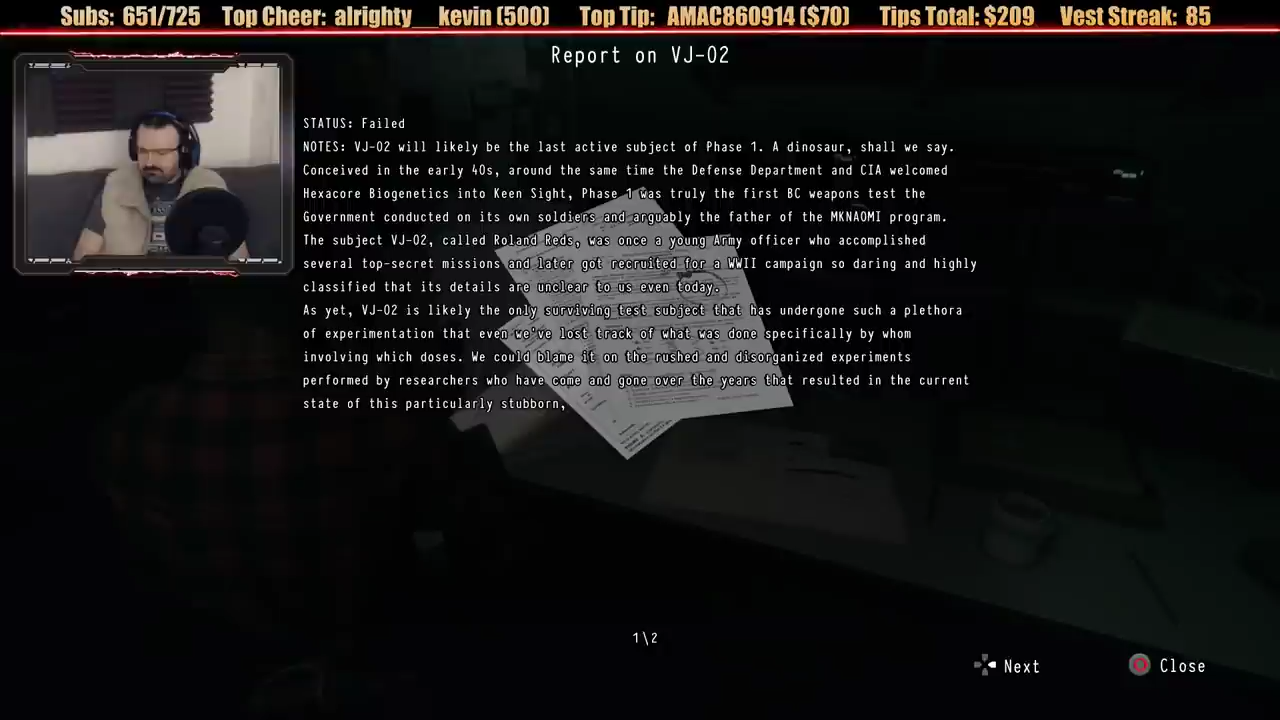 Subs: 651/725 Top Cheer: alrighty__kevin (500) Top Tip: AMAC860914 ($70) Tips Total: $209 Vest Streak: 85
Report on VJ-02
STATUS: Failed
NOTES: VJ-02 will likely be the last active subject of Phase 1. A dinosaur, shall we say.
Conceived in the early 40s, around the same time the Defense Department and CIA welcomed
Hexacore Biogenetics into Keen Sight, Phase 1 was truly the first BC weapons test the
Government conducted on its own soldiers and arguably the father of the MKNAOMI program.
The subject VJ-02, called Roland Reds, was once a young Army officer who accomplished
several top-secret missions and later got recruited for a WWII campaign so daring and highly
classified that its details are unclear to us even today.
As yet, VJ-02 is likely the only surviving test subject that has undergone such a plethora
of experimentation that even we've lost track of what was done specifically by whom
involving which doses. We could blame it on the rushed and disorganized experiments
performed by researchers who have come and gone over the years that resulted in the current
state of this particularly stubborn,
1\2
Next
Close